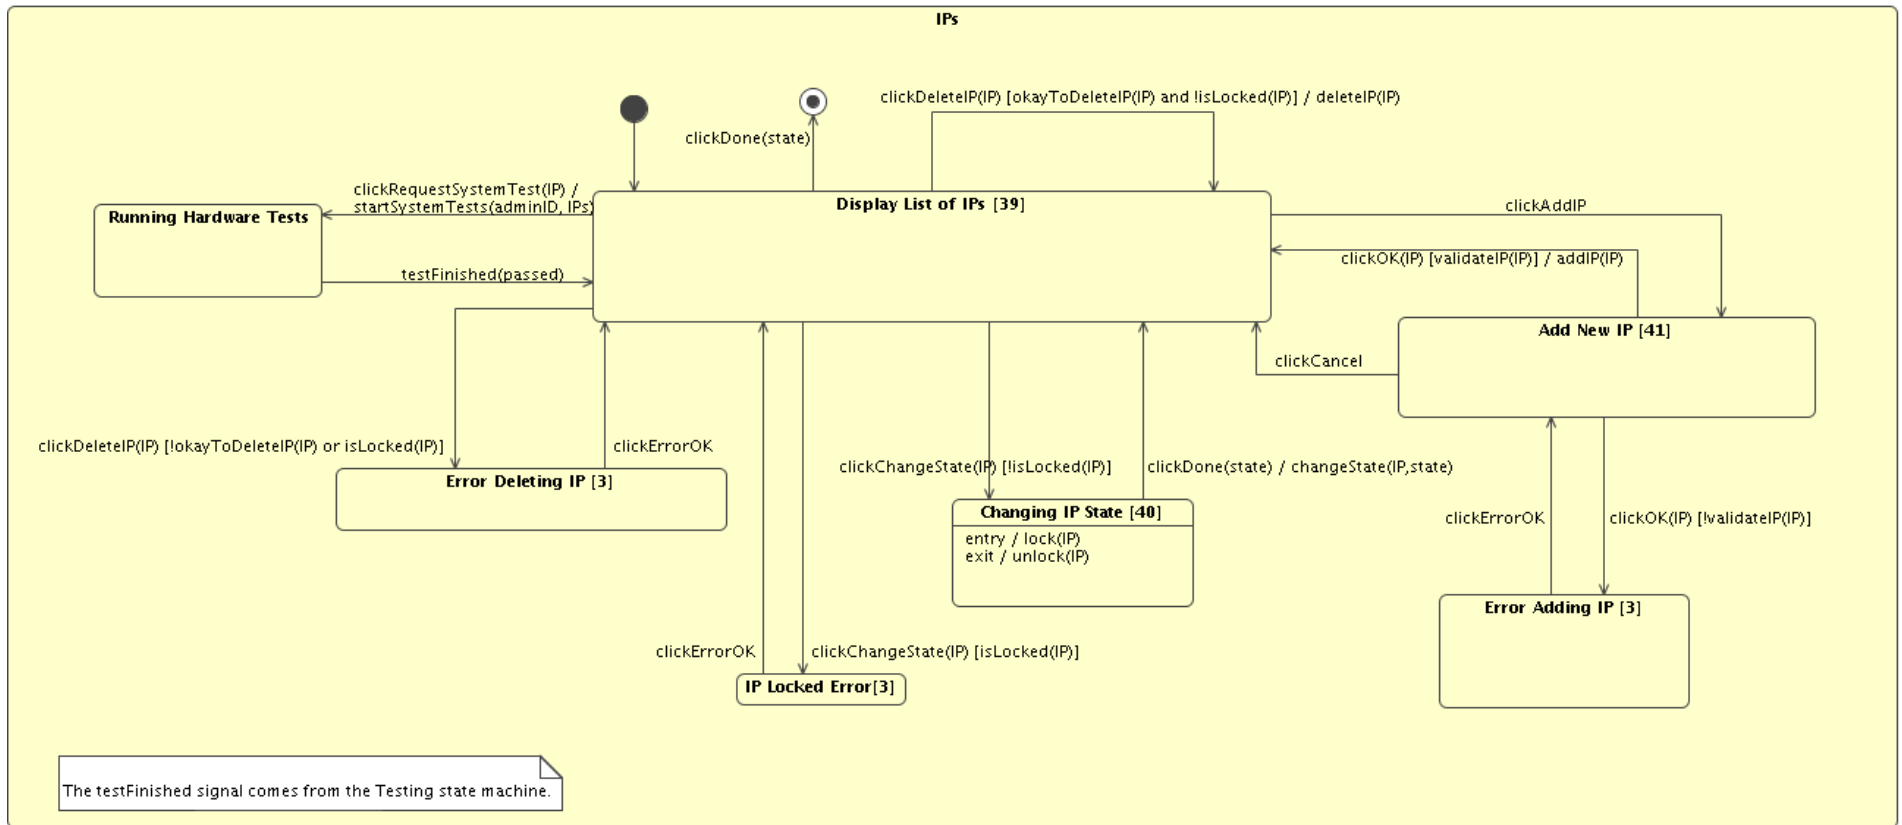 IPs
clickDeleteIP(IP) [okayToDeleteIP(IP) and !isLocked(IP)] / deleteIP(IP)
clickDone(state)
clickRequestSystemTest(IP) /
startSystemTests(adminID, IPs)
Running Hardware Tests
Display List of IPs [39]
clickAddIP
clickOK(IP) [validateIP(IP)] / addIP(IP)
testFinished(passed)
Add New IP [41]
clickCancel
clickDeleteIP(IP) [!okayToDeleteIP(IP) or isLocked(IP)]
clickErrorOK
clickChangeState(IP) [!isLocked(IP)]
clickDone(state) / changeState(IP,state)
Error Deleting IP [3]
Changing IP State [40]
entry / lock(IP)
exit / unlock(IP)
clickErrorOK
clickOK(IP) [!validateIP(IP)]
Error Adding IP [3]
clickErrorOK
clickChangeState(IP) [isLocked(IP)]
IP Locked Error[3]
The testFinished signal comes from the Testing state machine.